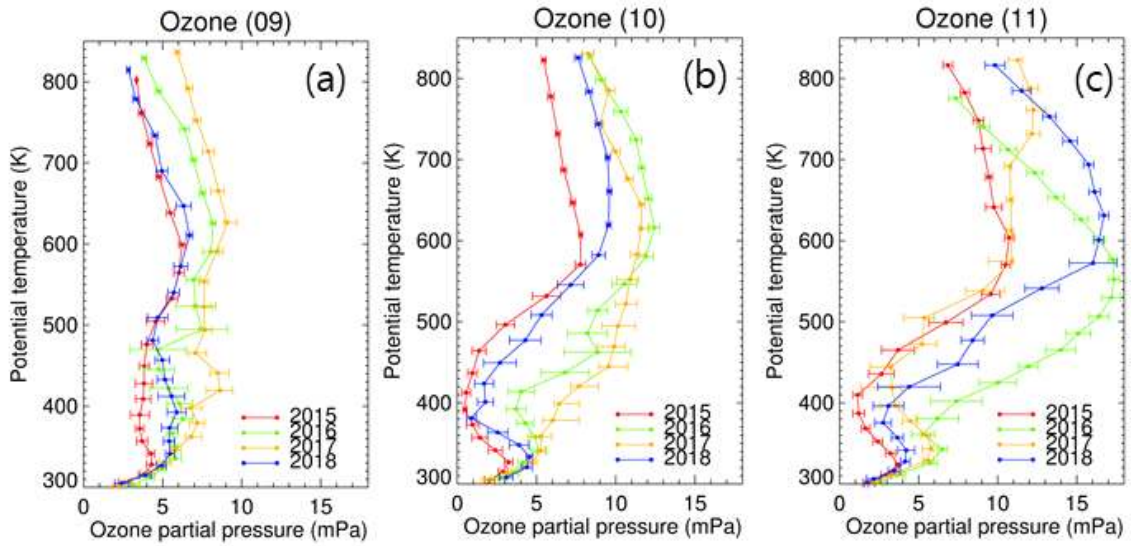 Ozone (09)
(a)
800
700
600
500
400
300
Potential temperature (K)
2015
2016
2017
2018
0 5 10 15
Ozone partial pressure (mPa)
Ozone (10)
(b)
800
700
600
500
400
300
Potential temperature (K)
2015
2016
2017
2018
0 5 10 15
Ozone partial pressure (mPa)
Ozone (11)
(c)
800
700
600
500
400
300
Potential temperature (K)
2015
2016
2017
2018
0 5 10 15
Ozone partial pressure (mPa)